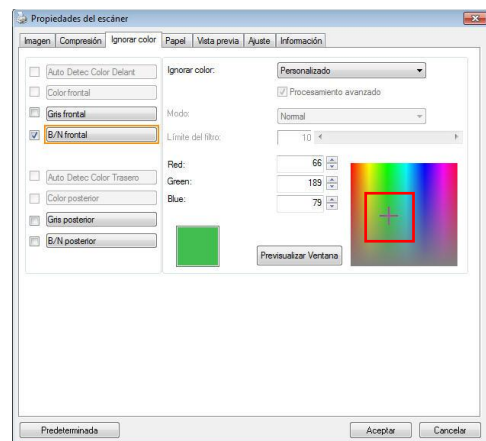 Propiedades del escáner
Imagen Compresión Ignorar color Papel Vista previa Ajuste Información
Auto Detec Color Delant
Color frontal
Gris frontal
B/N frontal
Auto Detec Color Trasero
Color posterior
Gris posterior
B/N posterior
Ignorar color: Personalizado
Procesamiento avanzado
Modo: Normal
Límite del filtro: 10
Red: 66
Green: 189
Blue: 79
Previsualizar Ventana
Predeterminada Aceptar Cancelar